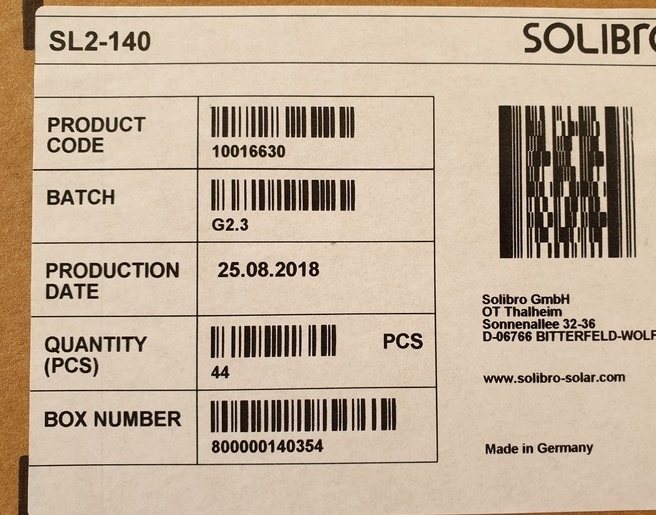 SL2-140
SOLIBRO
PRODUCT
CODE
10016630
BATCH
G2.3
PRODUCTION
DATE
25.08.2018
QUANTITY
(PCS)
PCS
44
BOX NUMBER
800000140354
Solibro GmbH
OT Thalheim
Sonnenallee 32-36
D-06766 BITTERFELD-WOLF
www.solibro-solar.com
Made in Germany